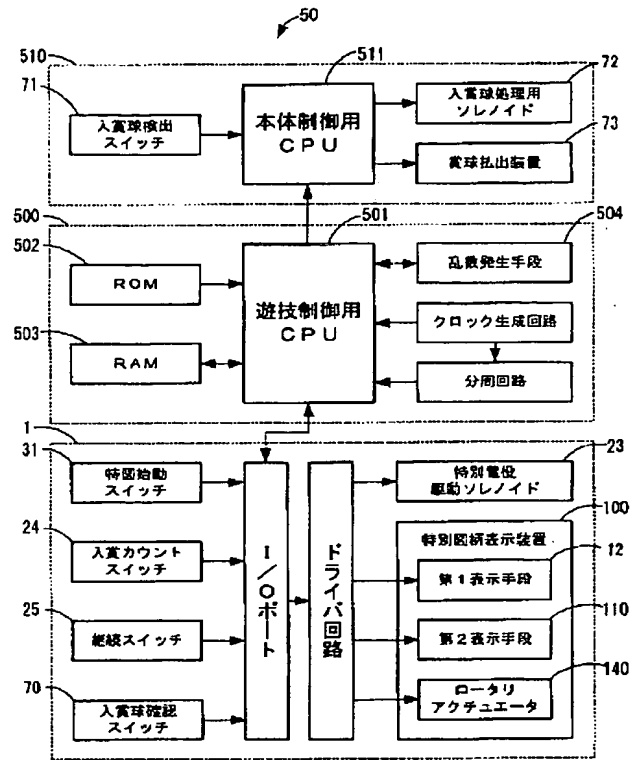 50
510
511
72
71
入賞球検出
スイッチ
本体制御用
CPU
入賞球処理用
ソレノイド
73
賞球払出装置
500
501
504
502
ROM
遊技制御用
CPU
乱数発生手段
クロック生成回路
503
RAM
分周回路
1
31
23
特図始動
スイッチ
特別電役
駆動ソレノイド
100
24
入賞カウント
スイッチ
I/Oポート
ドライバ回路
特別図柄表示装置
12
第1表示手段
25
継続スイッチ
110
第2表示手段
70
入賞球確認
スイッチ
140
ロータリ
アクチュエータ